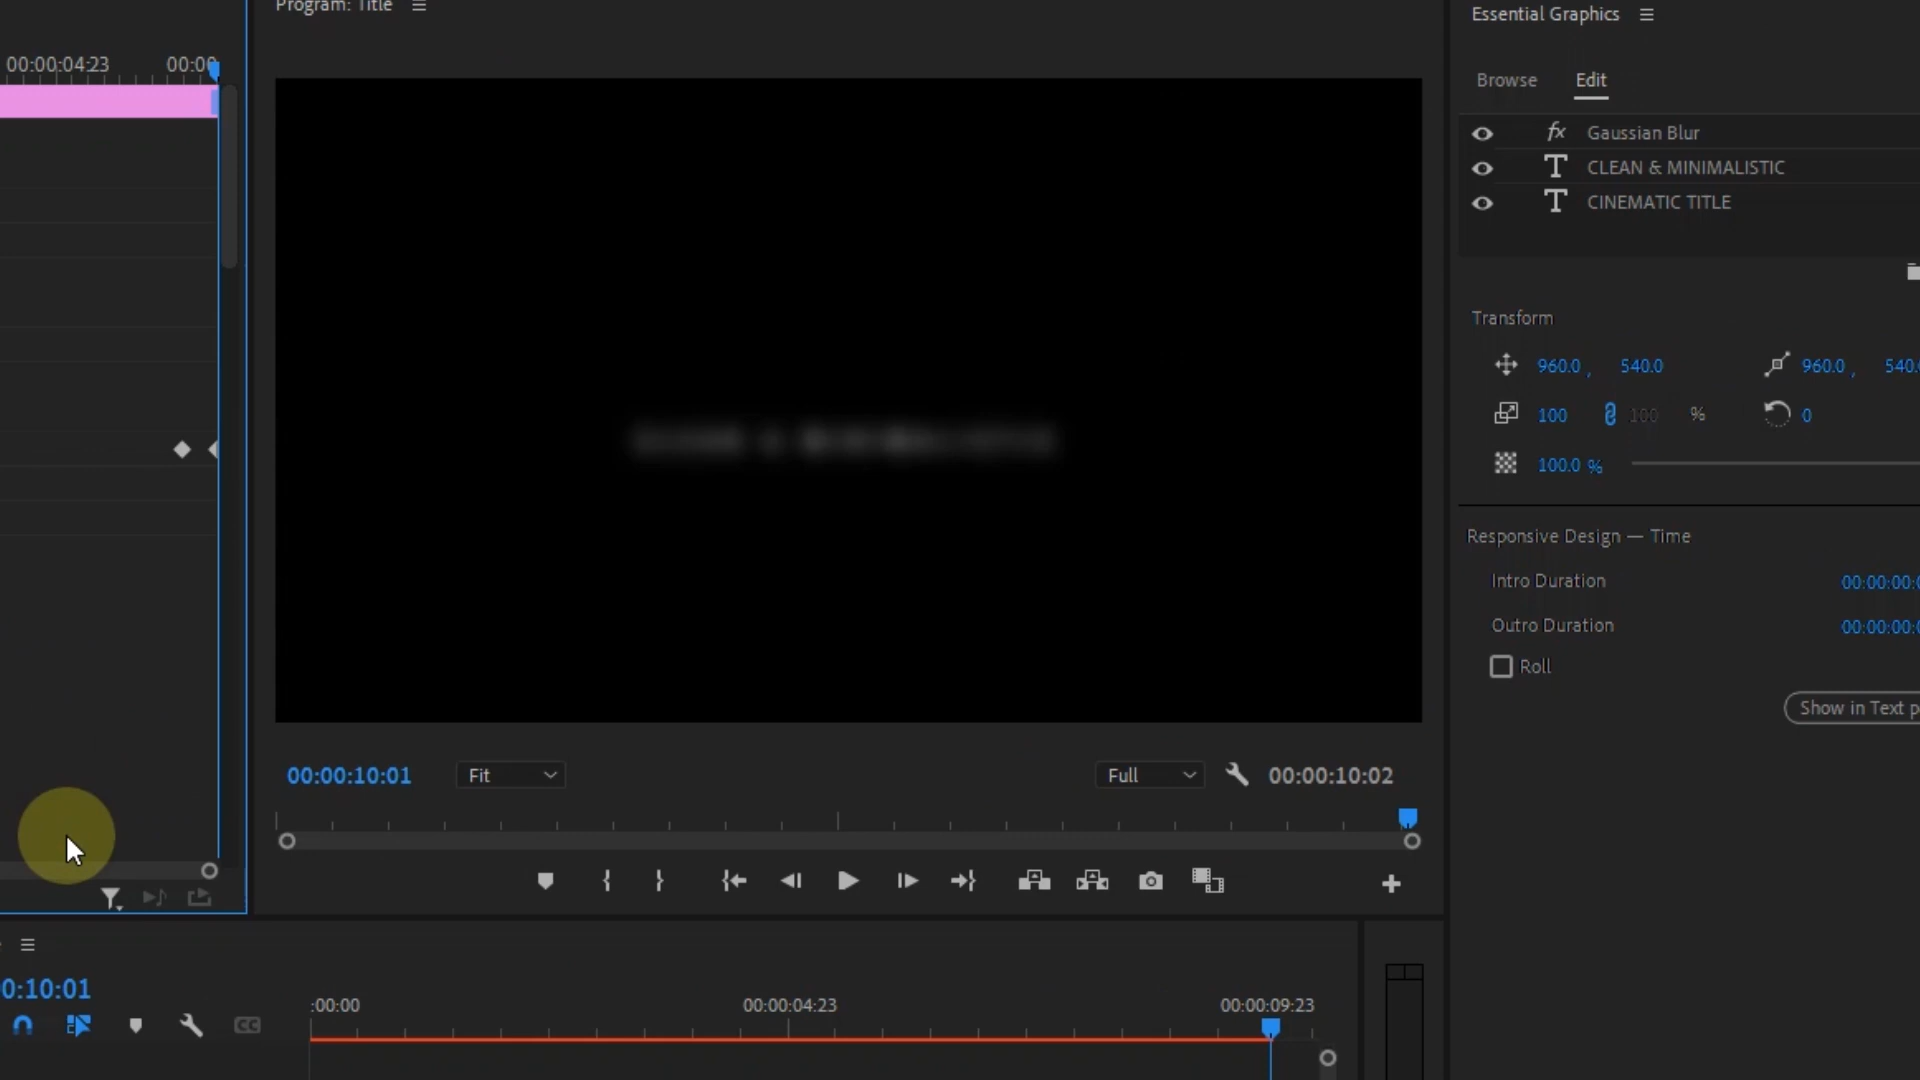 Program: Title
Essential Graphics
00:00:04:23
00:00
Browse
Edit
fx Gaussian Blur
T CLEAN & MINIMALISTIC
T CINEMATIC TITLE
Transform
960.0 , 540.0
960.0 , 540.
100
100 %
0
100.0 %
Responsive Design — Time
Intro Duration
00:00:00:
Outro Duration
00:00:00:
Roll
Show in Text p
00:00:10:01
Fit
Full
00:00:10:02
0:10:01
:00:00
00:00:04:23
00:00:09:23
CC